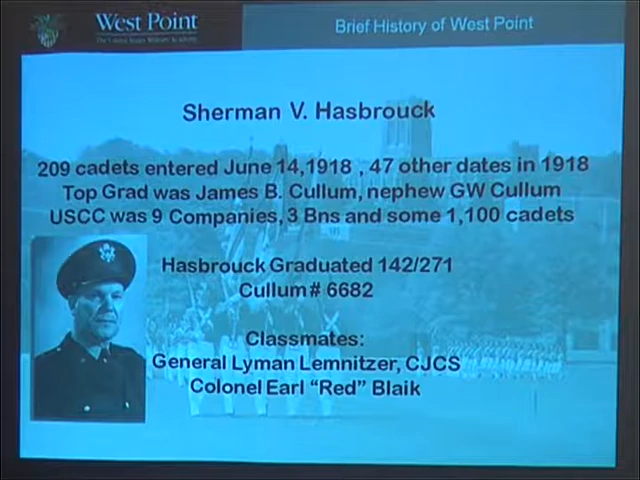 West Point
The United States Military Academy
Brief History of West Point
Sherman V. Hasbrouck
209 cadets entered June 14,1918 , 47 other dates in 1918
Top Grad was James B. Cullum, nephew GW Cullum
USCC was 9 Companies, 3 Bns and some 1,100 cadets
Hasbrouck Graduated 142/271
Cullum# 6682
Classmates:
General Lyman Lemnitzer, CJCS
Colonel Earl “Red” Blaik